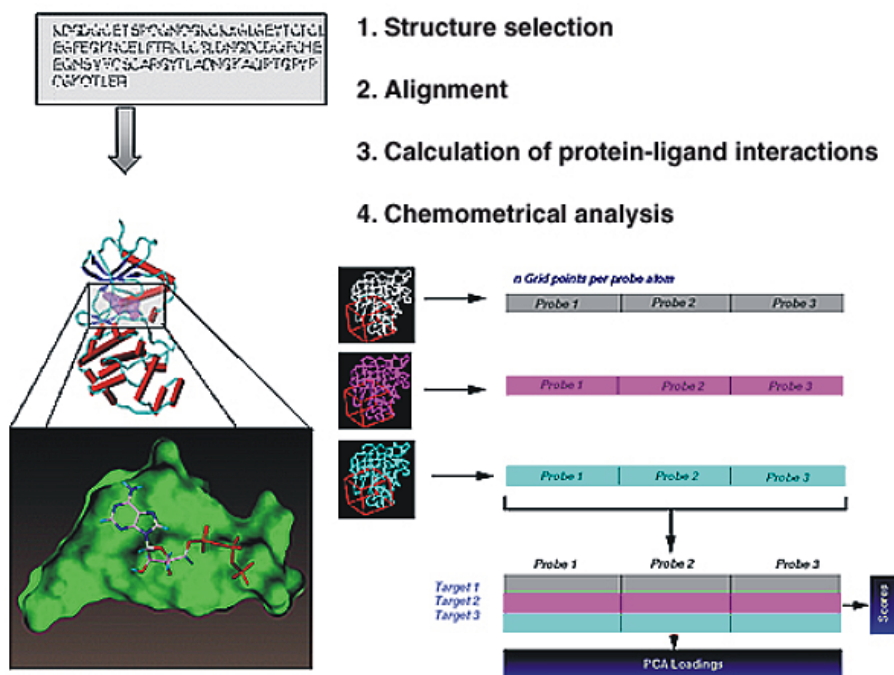 1. Structure selection
2. Alignment
3. Calculation of protein-ligand interactions
4. Chemometrical analysis
n Grid points per probe atom
Probe 1 Probe 2 Probe 3
Probe 1 Probe 2 Probe 3
Probe 1 Probe 2 Probe 3
Probe 1 Probe 2 Probe 3
Target 1
Target 2
Target 3
Scores
PCA Loadings